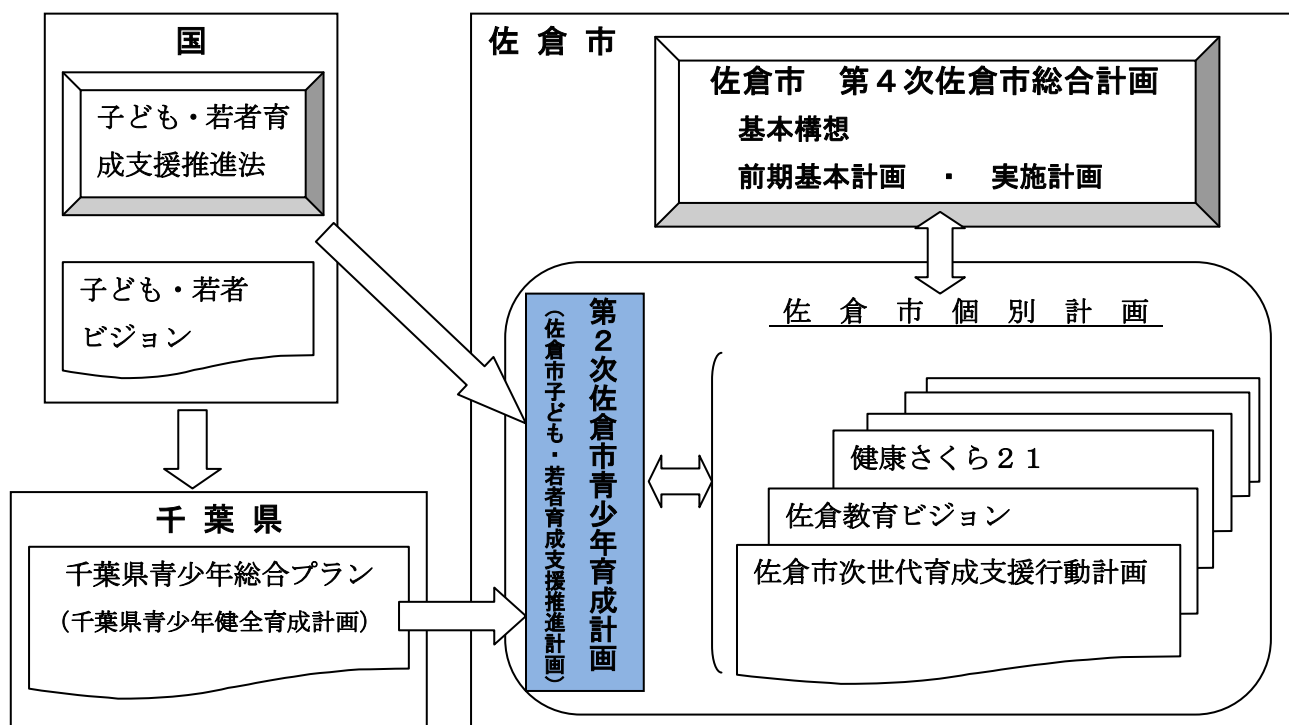 国
子ども・若者育
成支援推進法
子ども・若者
ビジョン
千 葉 県
千葉県青少年総合プラン
(千葉県青少年健全育成計画)
佐 倉 市
佐倉市 第4次佐倉市総合計画
基本構想
前期基本計画 ・ 実施計画
第2次佐倉市青少年育成計画
(佐倉市子ども・若者育成支援推進計画)
佐 倉 市 個 別 計 画
健康さくら21
佐倉教育ビジョン
佐倉市次世代育成支援行動計画